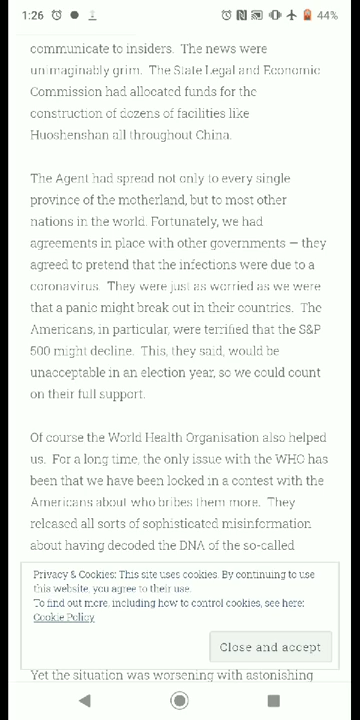 1:26
44%
communicate to insiders. The news were
unimaginably grim. The State Legal and Economic
Commission had allocated funds for the
construction of dozens of facilities like
Huoshenshan all throughout China.
The Agent had spread not only to every single
province of the motherland, but to most other
nations in the world. Fortunately, we had
agreements in place with other governments — they
agreed to pretend that the infections were due to a
coronavirus. They were just as worried as we were
that a panic might break out in their countries. The
Americans, in particular, were terrified that the S&P
500 might decline. This, they said, would be
unacceptable in an election year, so we could count
on their full support.
Of course the World Health Organisation also helped
us. For a long time, the only issue with the WHO has
been that we have been locked in a contest with the
Americans about who bribes them more. They
released all sorts of sophisticated misinformation
about having decoded the DNA of the so-called
Privacy & Cookies: This site uses cookies. By continuing to use
this website, you agree to their use.
To find out more, including how to control cookies, see here:
Cookie Policy
Close and accept
Yet the situation was worsening with astonishing